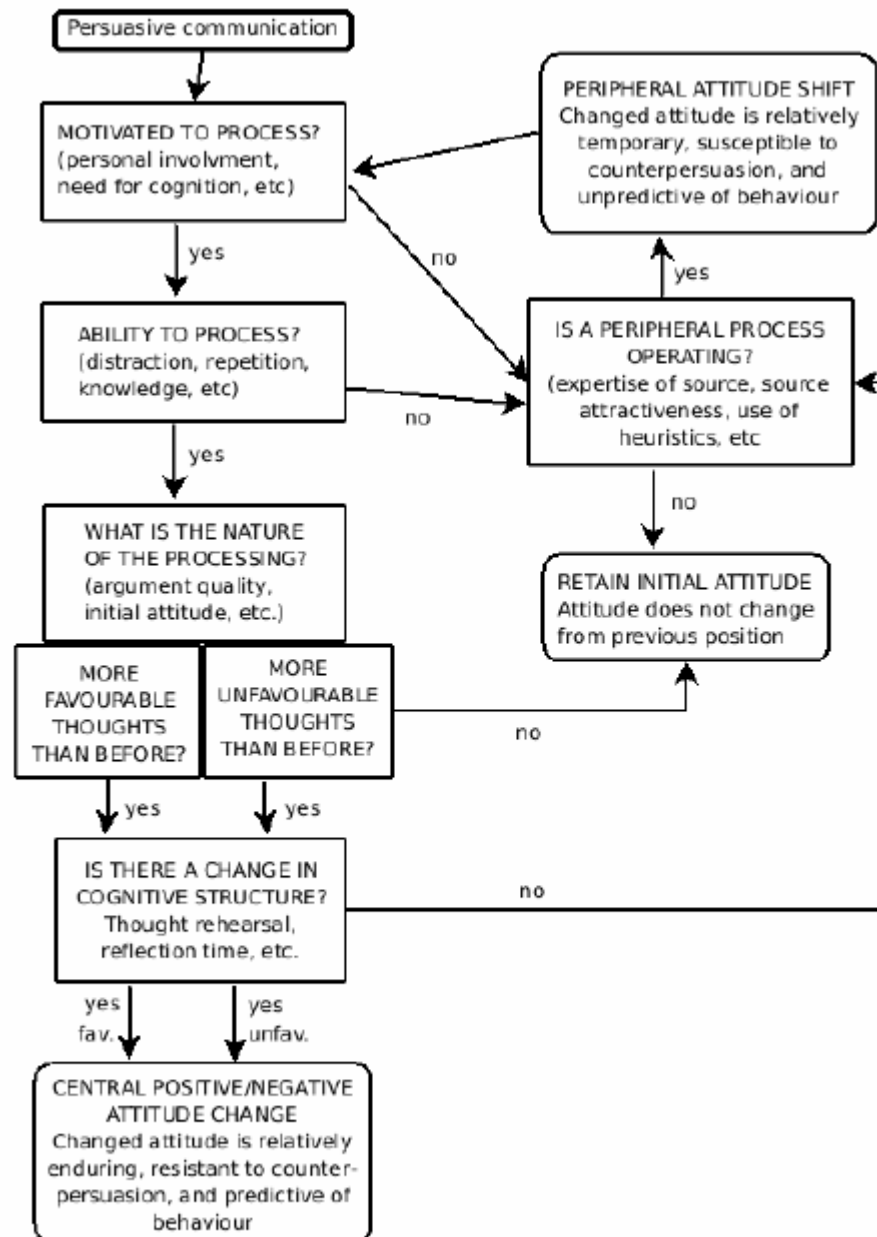 Persuasive communication
MOTIVATED TO PROCESS?
(personal involvment,
need for cognition, etc)
yes
no
ABILITY TO PROCESS?
(distraction, repetition,
knowledge, etc)
no
yes
WHAT IS THE NATURE
OF THE PROCESSING?
(argument quality,
initial attitude, etc.)
MORE
FAVOURABLE
THOUGHTS
THAN BEFORE?
MORE
UNFAVOURABLE
THOUGHTS
THAN BEFORE?
no
yes
yes
IS THERE A CHANGE IN
COGNITIVE STRUCTURE?
Thought rehearsal,
reflection time, etc.
no
yes
fav.
yes
unfav.
CENTRAL POSITIVE/NEGATIVE
ATTITUDE CHANGE
Changed attitude is relatively
enduring, resistant to counter-
persuasion, and predictive of
behaviour
PERIPHERAL ATTITUDE SHIFT
Changed attitude is relatively
temporary, susceptible to
counterpersuasion, and
unpredictive of behaviour
yes
IS A PERIPHERAL PROCESS
OPERATING?
(expertise of source, source
attractiveness, use of
heuristics, etc
no
RETAIN INITIAL ATTITUDE
Attitude does not change
from previous position